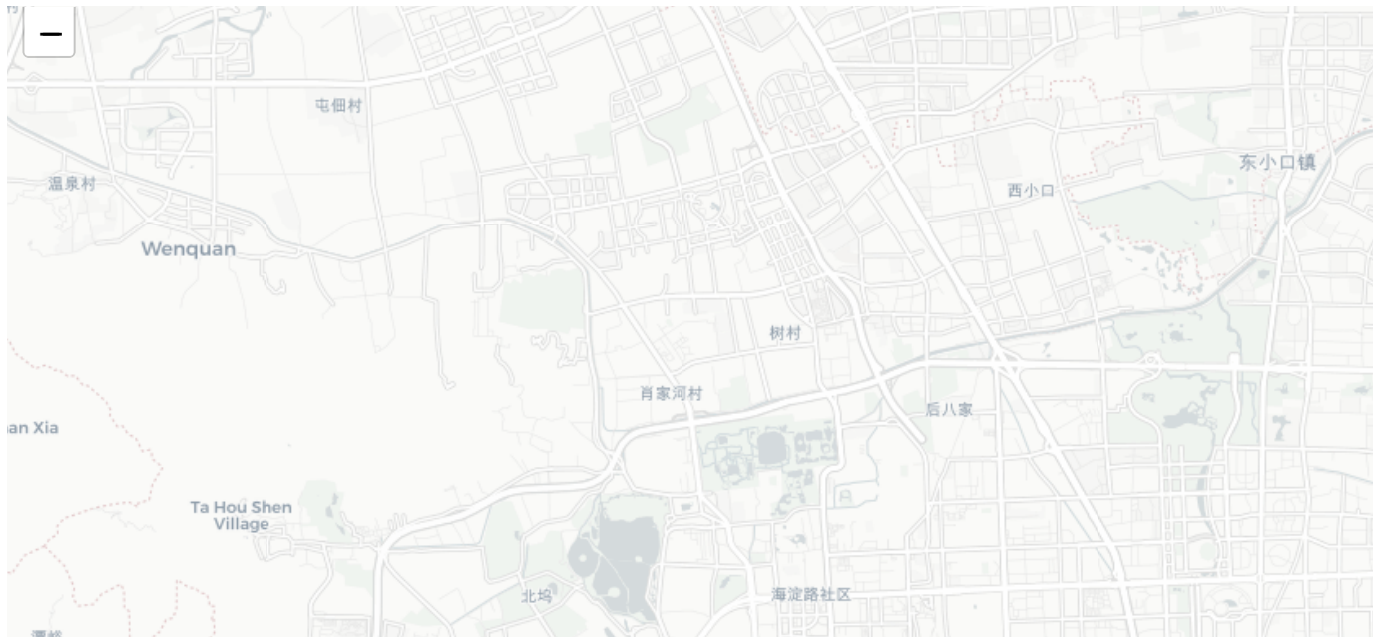 屯佃村
东小口镇
温泉村
西小口
Wenquan
树村
肖家河村
后八家
an Xia
Ta Hou Shen
Village
北坞
海淀路社区